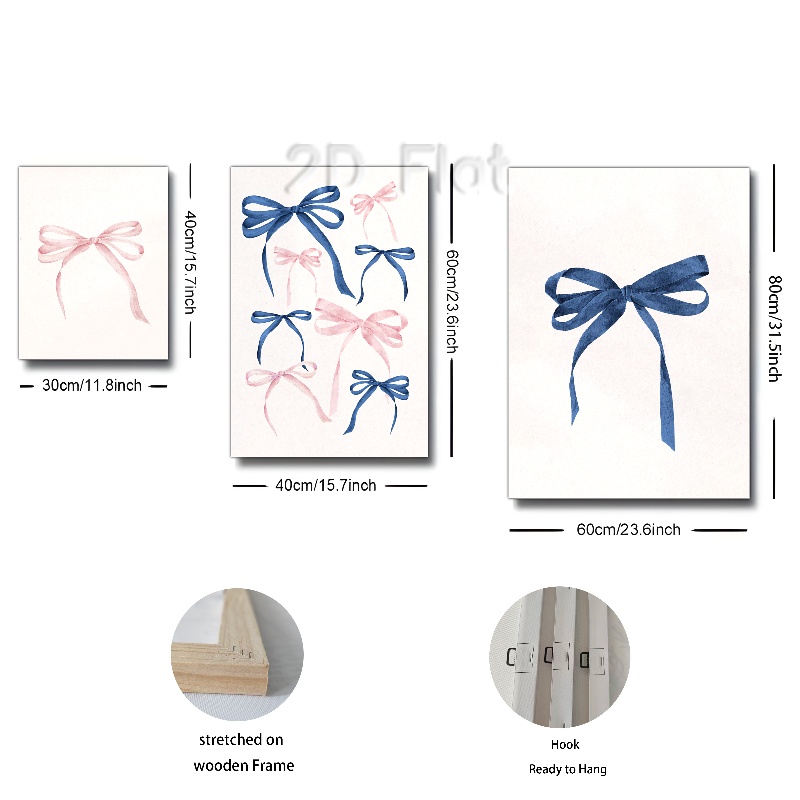 2D Flat
40cm/15.7inch
30cm/11.8inch
60cm/23.6inch
40cm/15.7inch
80cm/31.5inch
60cm/23.6inch
stretched on
wooden Frame
Hook
Ready to Hang